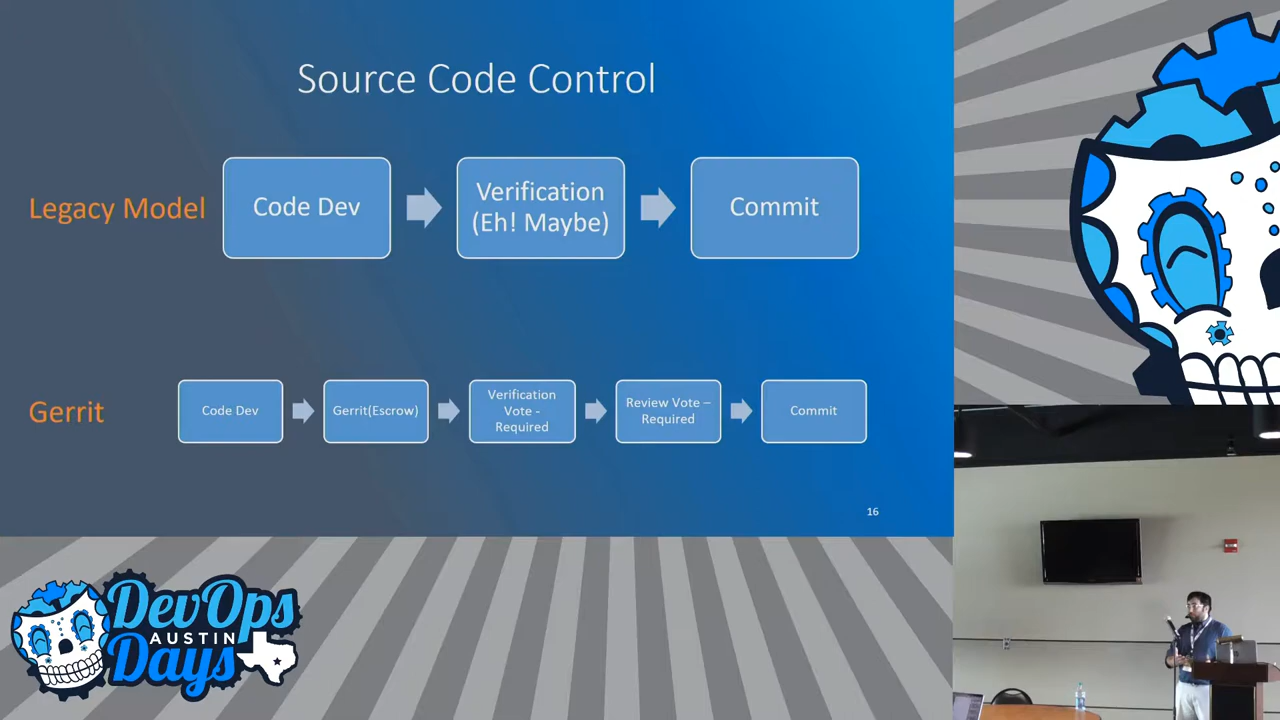 Source Code Control
Legacy Model
Code Dev
Verification
(Eh! Maybe)
Commit
Gerrit
Code Dev
Gerrit(Escrow)
Verification
Vote -
Required
Review Vote –
Required
Commit
16
DevOps
AUSTIN
Days